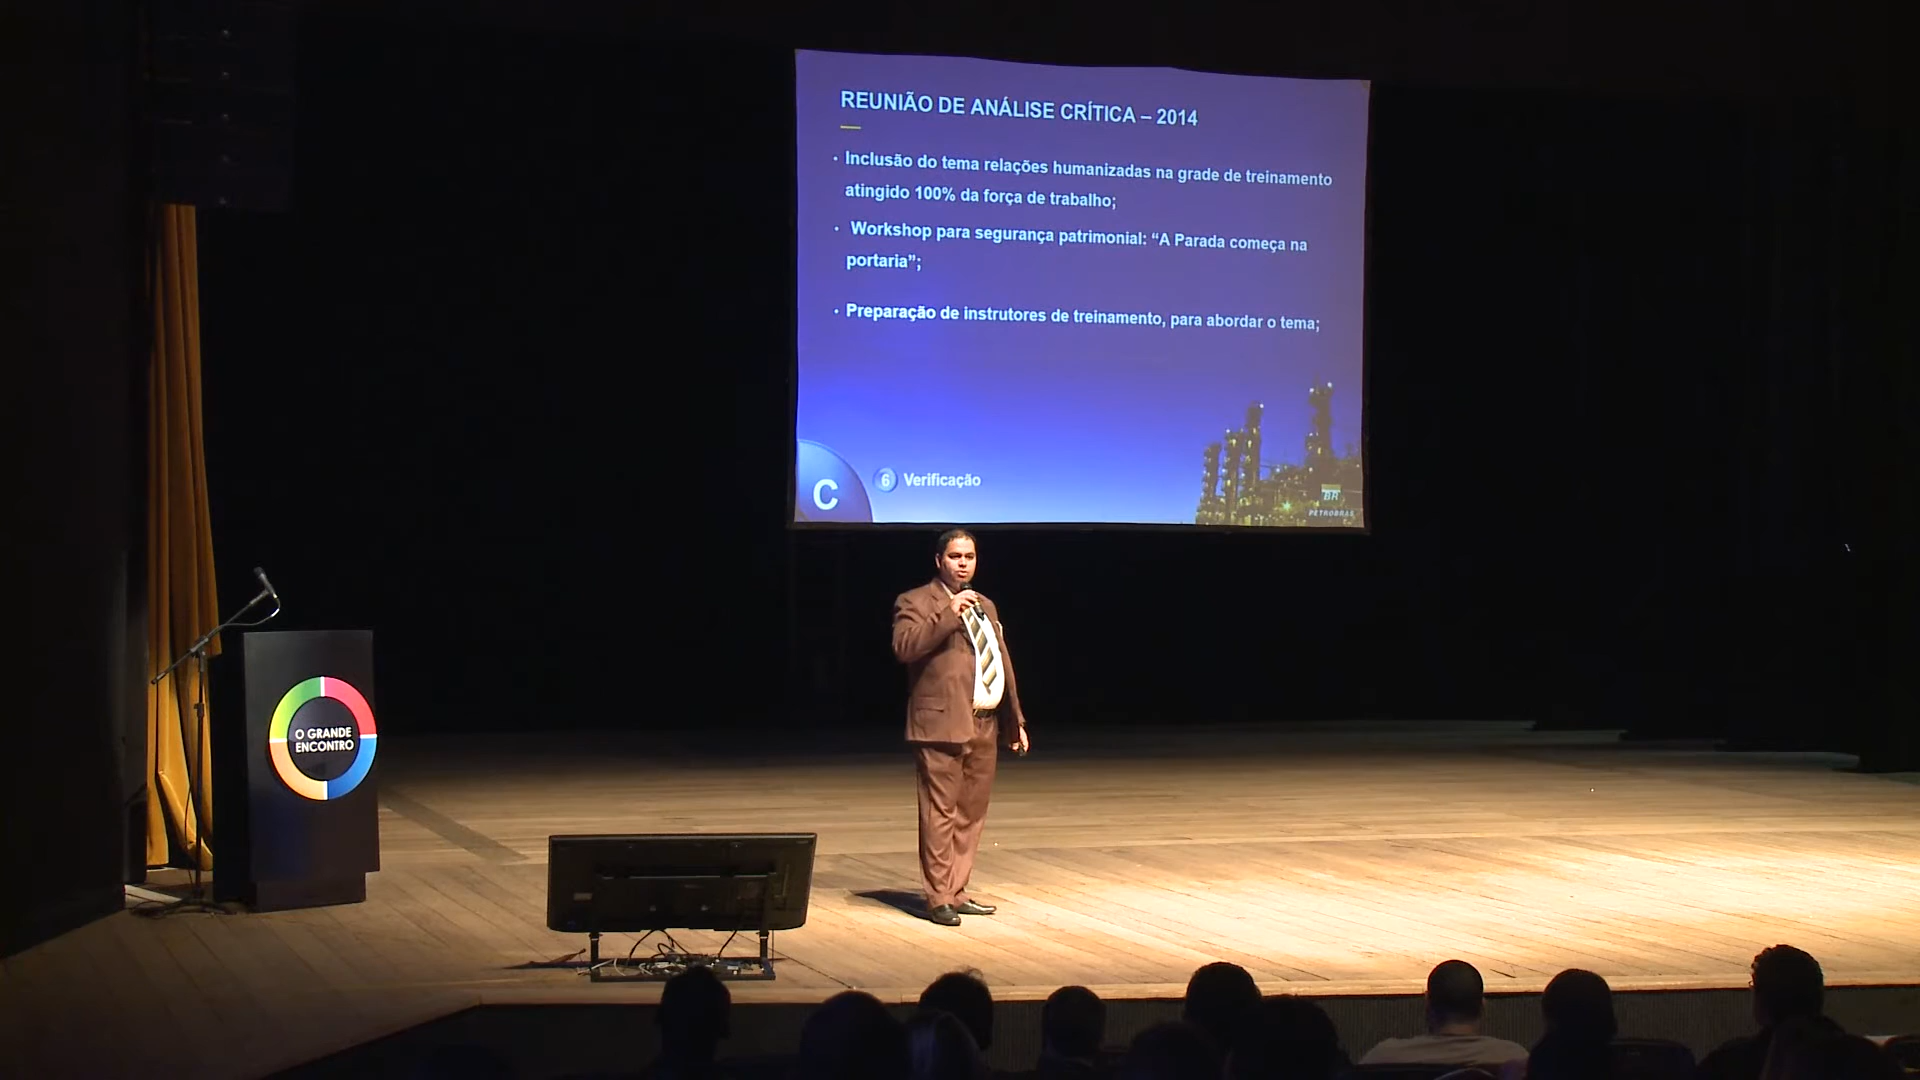 REUNIÃO DE ANÁLISE CRÍTICA – 2014
• Inclusão do tema relações humanizadas na grade de treinamento
atingido 100% da força de trabalho;
• Workshop para segurança patrimonial: “A Parada começa na
portaria”;
• Preparação de instrutores de treinamento, para abordar o tema;
C
6 Verificação
BR
PETROBRAS
O GRANDE
ENCONTRO